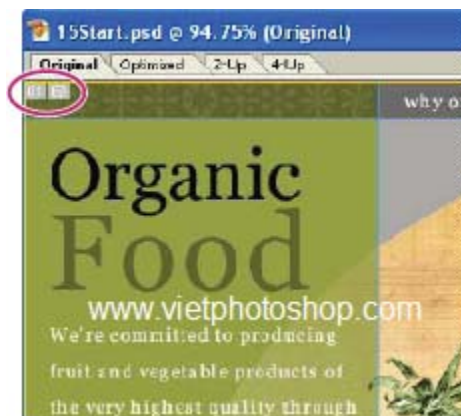 15Start.psd @ 94.75% (Original)
Original Optimized 2-Up 4-Up
01
why o
Organic
Food
www.vietphotoshop.com
We're committed to producing
fruit and vegetable products of
the very highest quality through